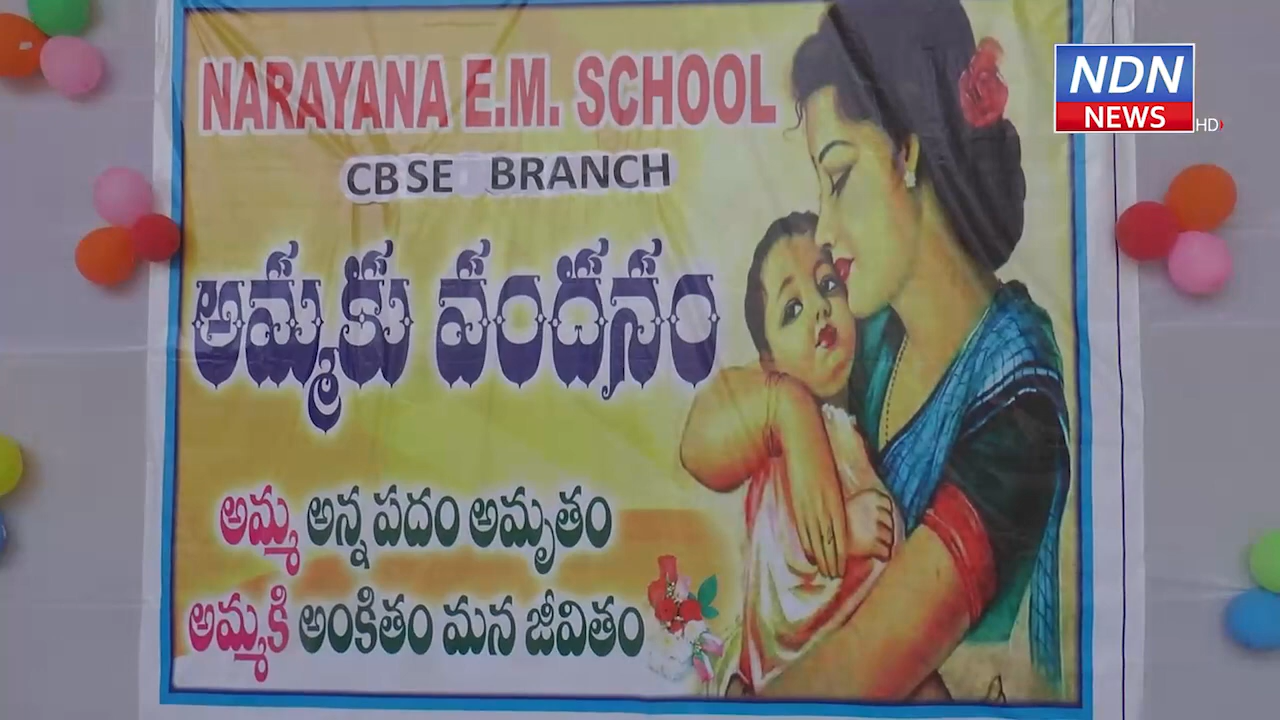 NARAYANA E.M. SCHOOL
CBSE BRANCH
అమ్మకు వందనం
అమ్మ అన్న పదం అమృతం
అమ్మకి అంకితం మన జీవితం
NDN
NEWS HD